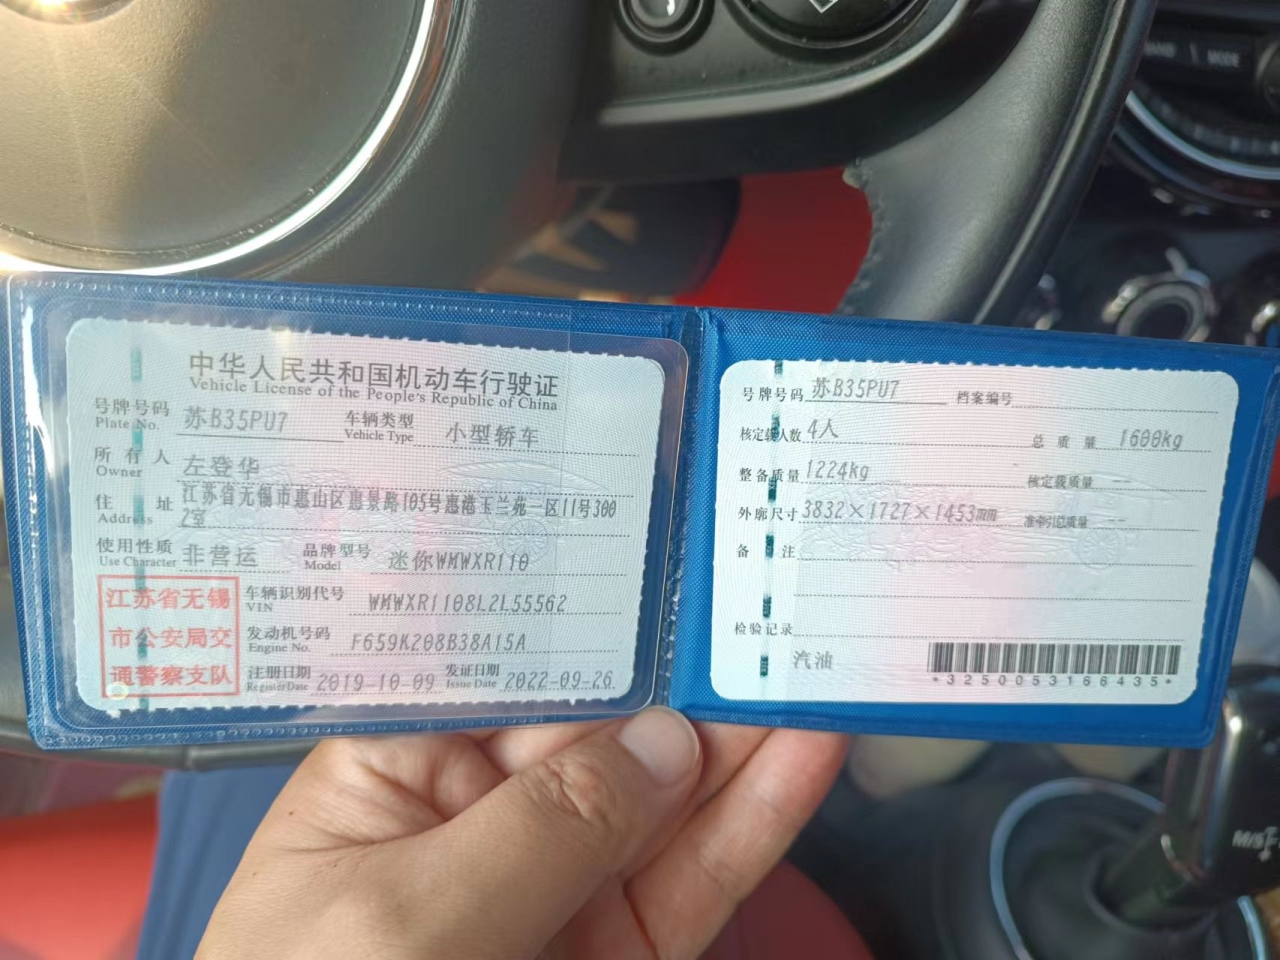 中华人民共和国机动车行驶证
Vehicle License of the People's Republic of China
号牌号码 苏B35PU7 车辆类型 小型轿车
Plate No. Vehicle Type
所有人 左登华
Owner
住址 江苏省无锡市惠山区惠景路105号惠港玉兰苑一区11号300
Address 2室
使用性质 非营运 品牌型号 迷你WMWXR110
Use Character Model
江苏省无锡
市公安局交
通警察支队
车辆识别代号 WMWXR1108L2L55562
VIN
发动机号码 F659K208B38A15A
Engine No.
注册日期 2019-10-09 发证日期 2022-09-26
Register Date Issue Date
号牌号码 苏B35PU7 档案编号
核定载人数 4人 总质量 1600kg
整备质量 1224kg 核定载质量 --
外廓尺寸 3832×1727×1453mm 准牵引总质量 --
备注
检验记录
汽油
*3250053166435*
MODE
M/S